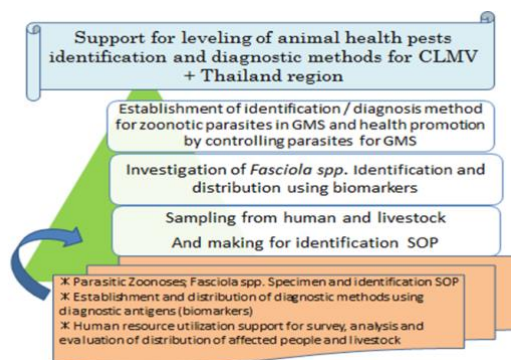 Support for leveling of animal health pests
identification and diagnostic methods for CLMV
+ Thailand region
Establishment of identification / diagnosis method
for zoonotic parasites in GMS and health promotion
by controlling parasites for GMS
Investigation of Fasciola spp. Identification and
distribution using biomarkers
Sampling from human and livestock
And making for identification SOP
※ Parasitic Zoonoses; Fasciola spp. Specimen and identification SOP
※ Establishment and distribution of diagnostic methods using
diagnostic antigens (biomarkers)
※ Human resource utilization support for survey, analysis and
evaluation of distribution of affected people and livestock